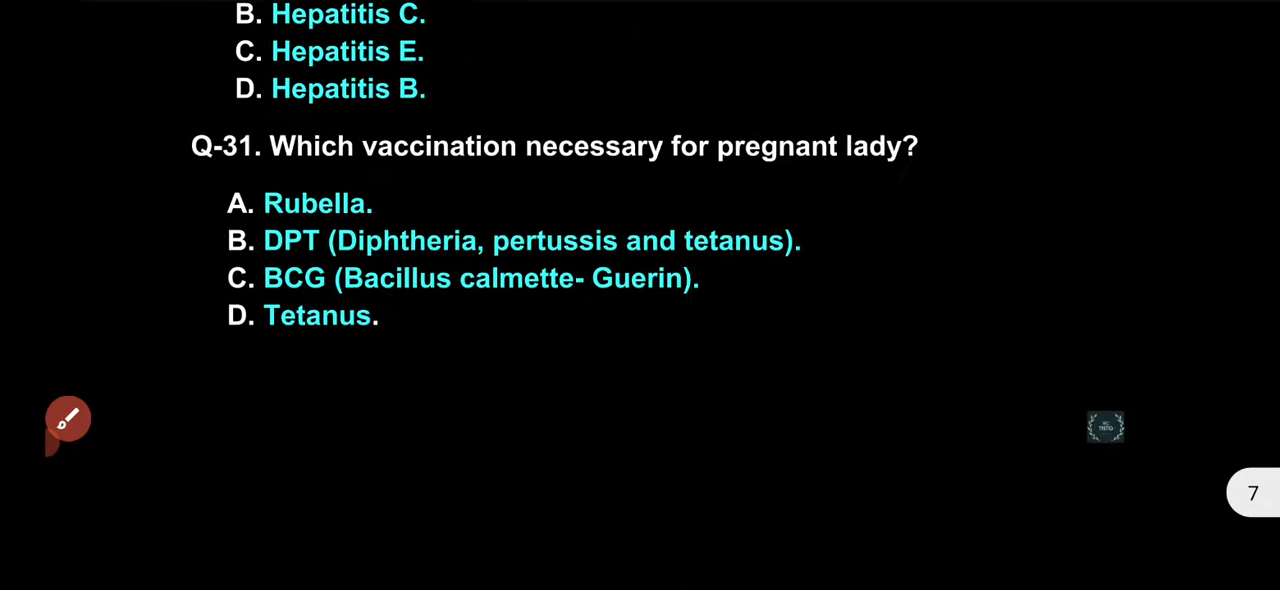 B. Hepatitis C.
C. Hepatitis E.
D. Hepatitis B.
Q-31. Which vaccination necessary for pregnant lady?
A. Rubella.
B. DPT (Diphtheria, pertussis and tetanus).
C. BCG (Bacillus calmette- Guerin).
D. Tetanus.
7